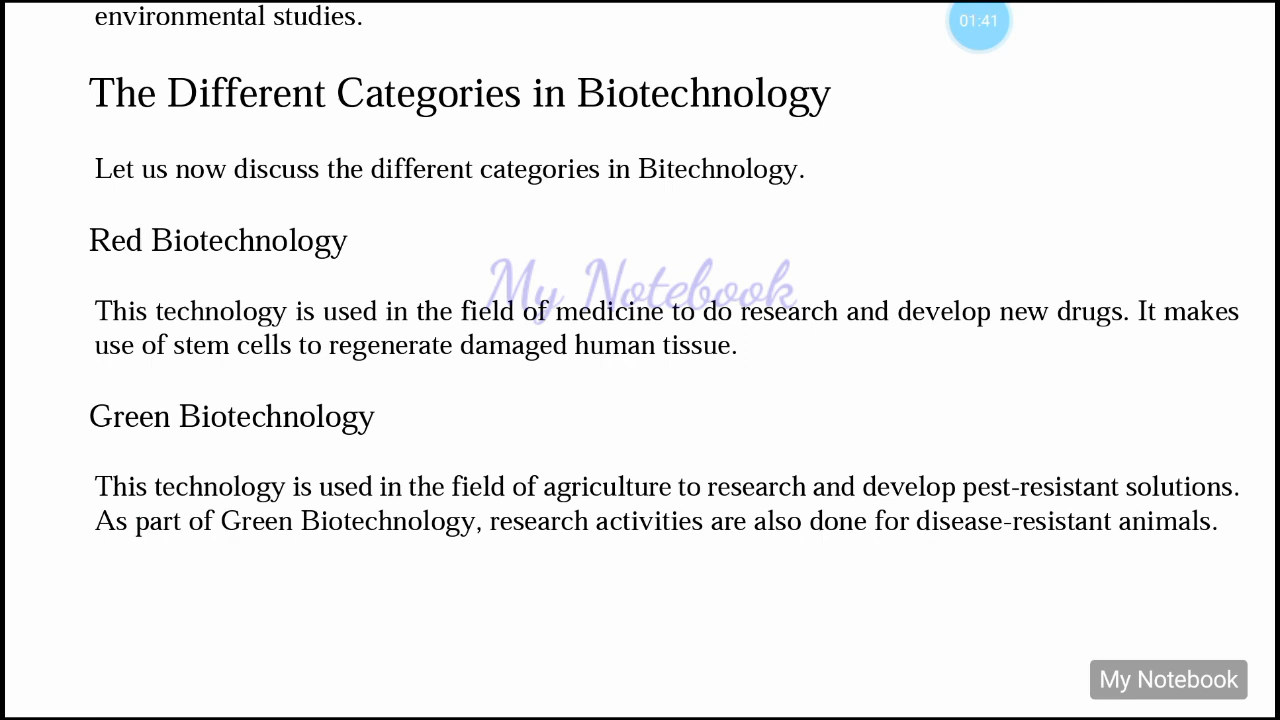 environmental studies.
01:41
The Different Categories in Biotechnology
Let us now discuss the different categories in Bitechnology.
Red Biotechnology
My Notebook
This technology is used in the field of medicine to do research and develop new drugs. It makes
use of stem cells to regenerate damaged human tissue.
Green Biotechnology
This technology is used in the field of agriculture to research and develop pest-resistant solutions.
As part of Green Biotechnology, research activities are also done for disease-resistant animals.
My Notebook